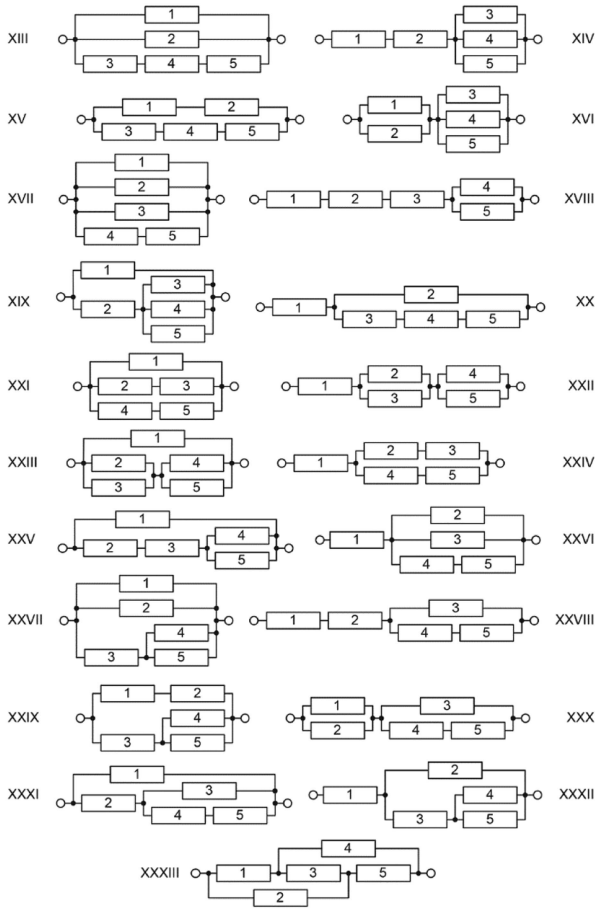 1
XIII 2 3 XIV
1 2 4
3 4 5 5
1 2 3
XV 1 4 XVI
3 4 5 2 5
1
XVII 2 4 XVIII
3 1 2 3 5
4 5
1
XIX 3 2 XX
2 4 1 3 4 5
5
1
XXI 2 3 1 2 4 XXII
4 5 3 5
1
XXIII 2 4 1 2 3 XXIV
3 5 4 5
1
XXV 4 2 XXVI
2 3 5 1 3
4 5
1
XXVII 2 3 XXVIII
4 1 2 4 5
3 5
XXIX 1 2 1 3 XXX
4 2 4 5
3 5
XXXI 1 2 XXXII
3 1 4
2 4 5 3 5
4
XXXIII 1 3 5
2